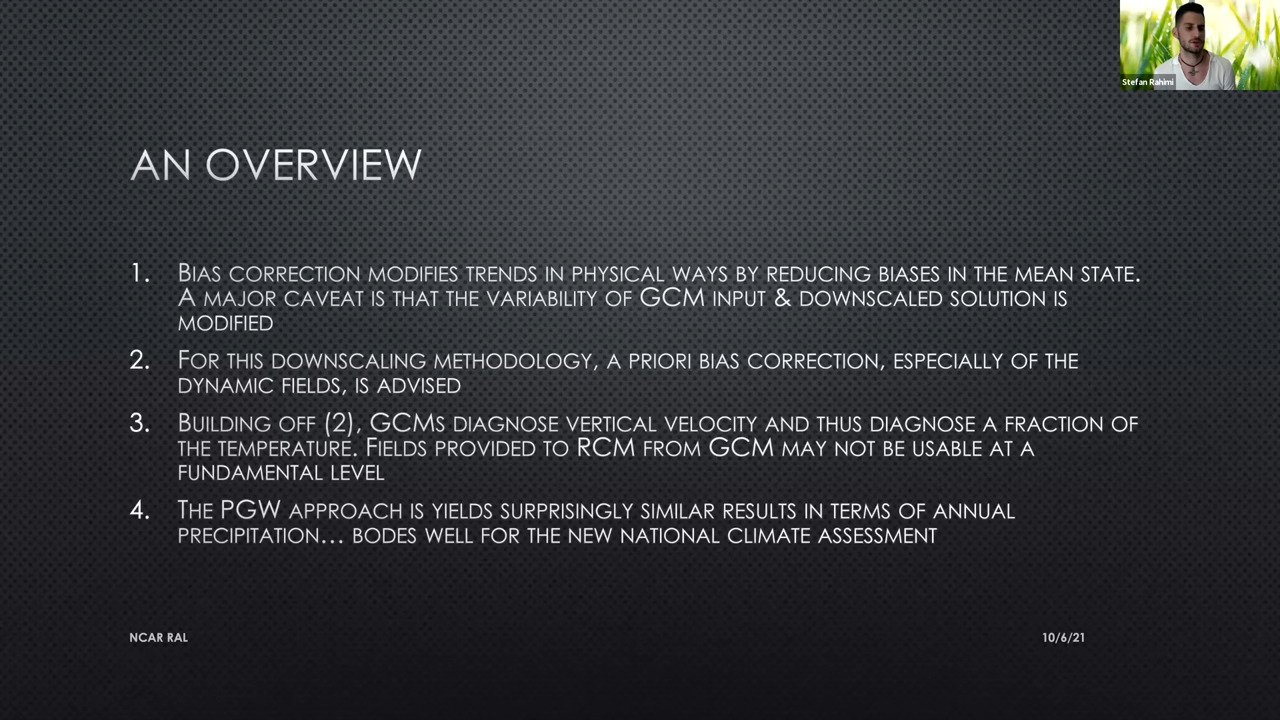 Stefan Rahimi
AN OVERVIEW
1. BIAS CORRECTION MODIFIES TRENDS IN PHYSICAL WAYS BY REDUCING BIASES IN THE MEAN STATE.
A MAJOR CAVEAT IS THAT THE VARIABILITY OF GCM INPUT & DOWNSCALED SOLUTION IS
MODIFIED
2. FOR THIS DOWNSCALING METHODOLOGY, A PRIORI BIAS CORRECTION, ESPECIALLY OF THE
DYNAMIC FIELDS, IS ADVISED
3. BUILDING OFF (2), GCMS DIAGNOSE VERTICAL VELOCITY AND THUS DIAGNOSE A FRACTION OF
THE TEMPERATURE. FIELDS PROVIDED TO RCM FROM GCM MAY NOT BE USABLE AT A
FUNDAMENTAL LEVEL
4. THE PGW APPROACH IS YIELDS SURPRISINGLY SIMILAR RESULTS IN TERMS OF ANNUAL
PRECIPITATION... BODES WELL FOR THE NEW NATIONAL CLIMATE ASSESSMENT
NCAR RAL
10/6/21